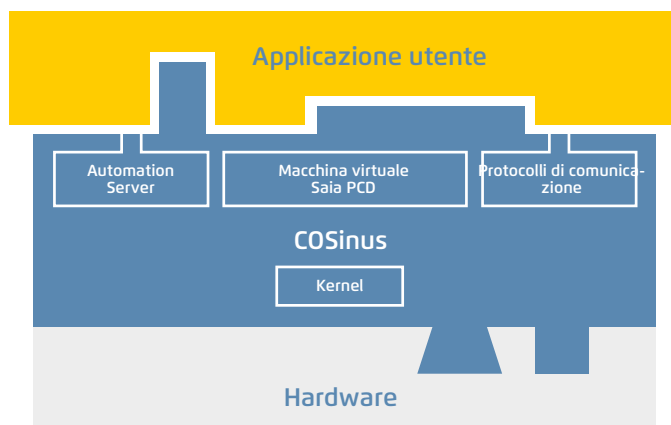 Applicazione utente
Automation
Server
Macchina virtuale
Saia PCD
Protocolli di comunica-
zione
COSinus
Kernel
Hardware